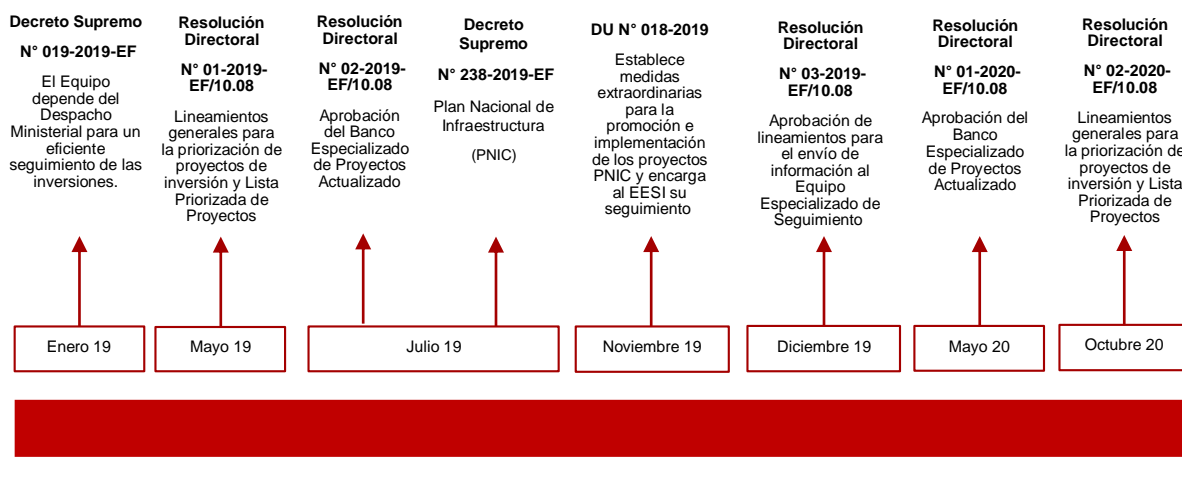 Decreto Supremo
N° 019-2019-EF
El Equipo
depende del
Despacho
Ministerial para un
eficiente
seguimiento de las
inversiones.
Resolución
Directoral
N° 01-2019-
EF/10.08
Lineamientos
generales para
la priorización de
proyectos de
inversión y Lista
Priorizada de
Proyectos
Resolución
Directoral
N° 02-2019-
EF/10.08
Aprobación
del Banco
Especializado
de Proyectos
Actualizado
Decreto
Supremo
N° 238-2019-EF
Plan Nacional de
Infraestructura
(PNIC)
DU N° 018-2019
Establece
medidas
extraordinarias
para la
promoción e
implementación
de los proyectos
PNIC y encarga
al EESI su
seguimiento
Resolución
Directoral
N° 03-2019-
EF/10.08
Aprobación de
lineamientos para
el envío de
información al
Equipo
Especializado de
Seguimiento
Resolución
Directoral
N° 01-2020-
EF/10.08
Aprobación del
Banco
Especializado
de Proyectos
Actualizado
Resolución
Directoral
N° 02-2020-
EF/10.08
Lineamientos
generales para
la priorización de
proyectos de
inversión y Lista
Priorizada de
Proyectos
Enero 19
Mayo 19
Julio 19
Noviembre 19
Diciembre 19
Mayo 20
Octubre 20